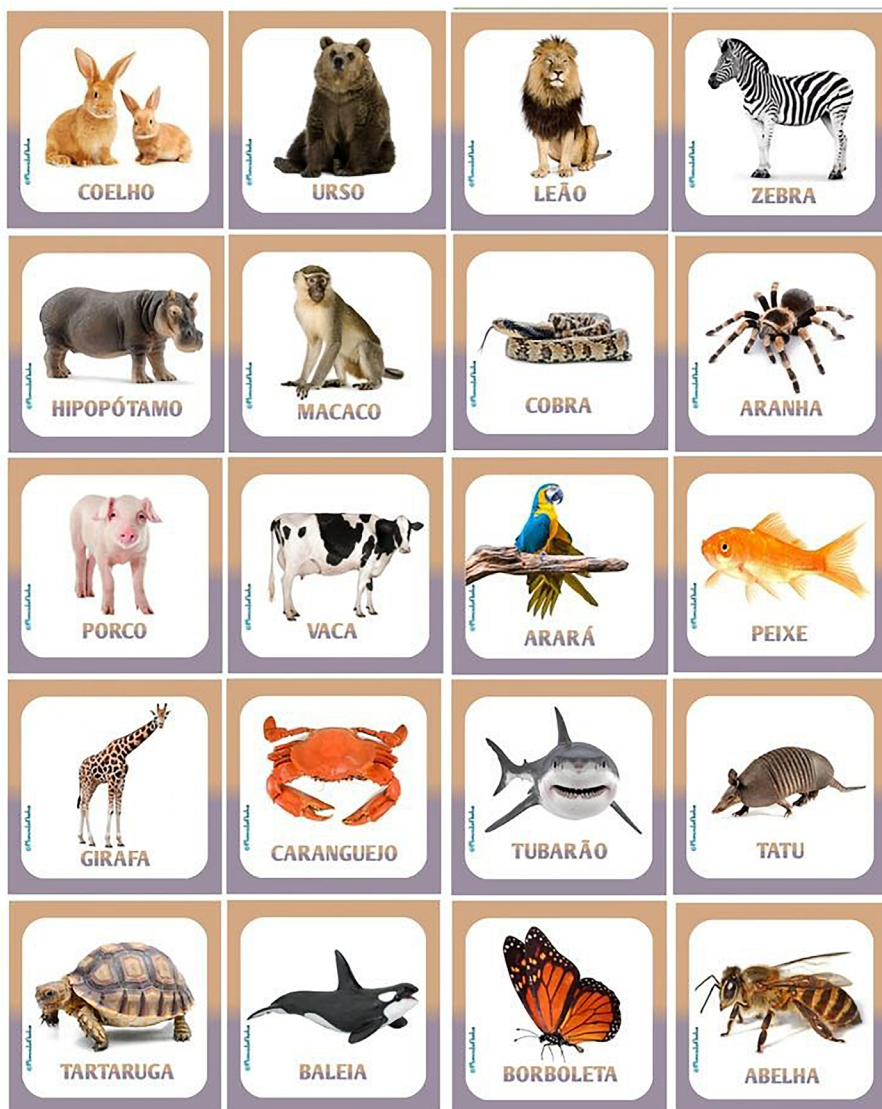 COELHO
URSO
LEÃO
ZEBRA
HIPOPÓTAMO
MACACO
COBRA
ARANHA
PORCO
VACA
ARARÁ
PEIXE
GIRAFA
CARANGUEJO
TUBARÃO
TATU
TARTARUGA
BALEIA
BORBOLETA
ABELHA